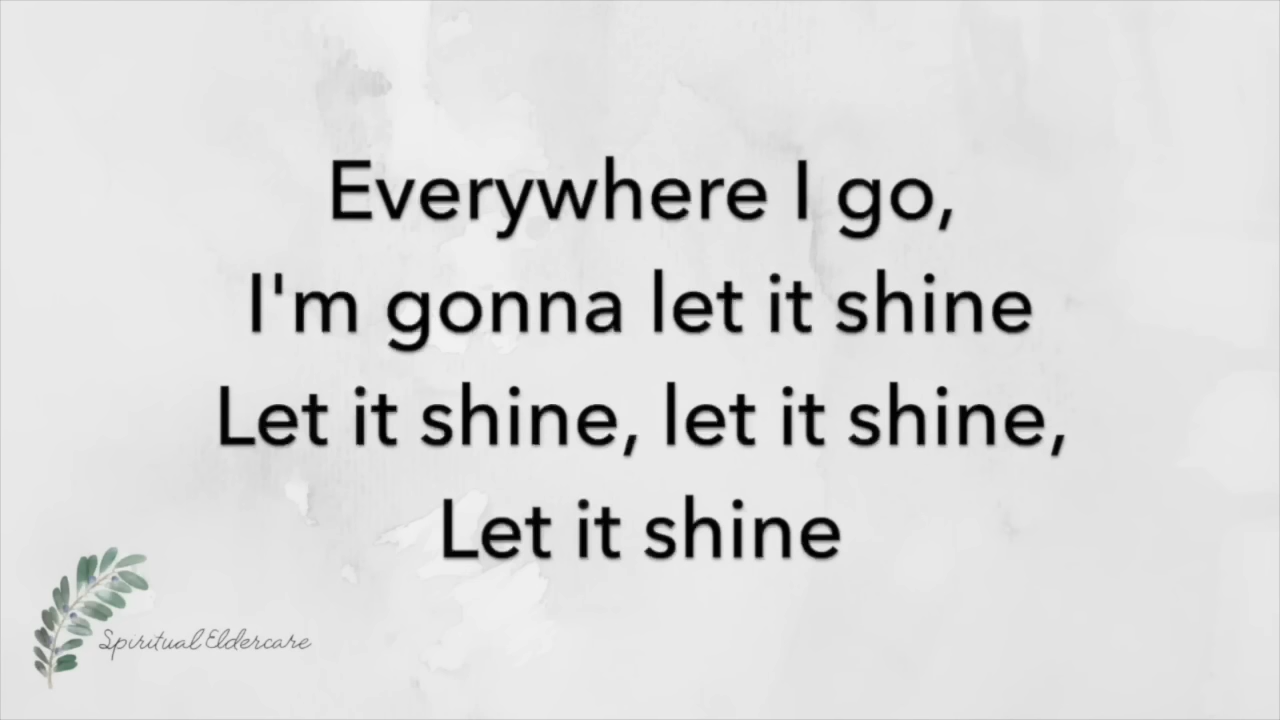 Everywhere I go,
I'm gonna let it shine
Let it shine, let it shine,
Let it shine
Spiritual Eldercare